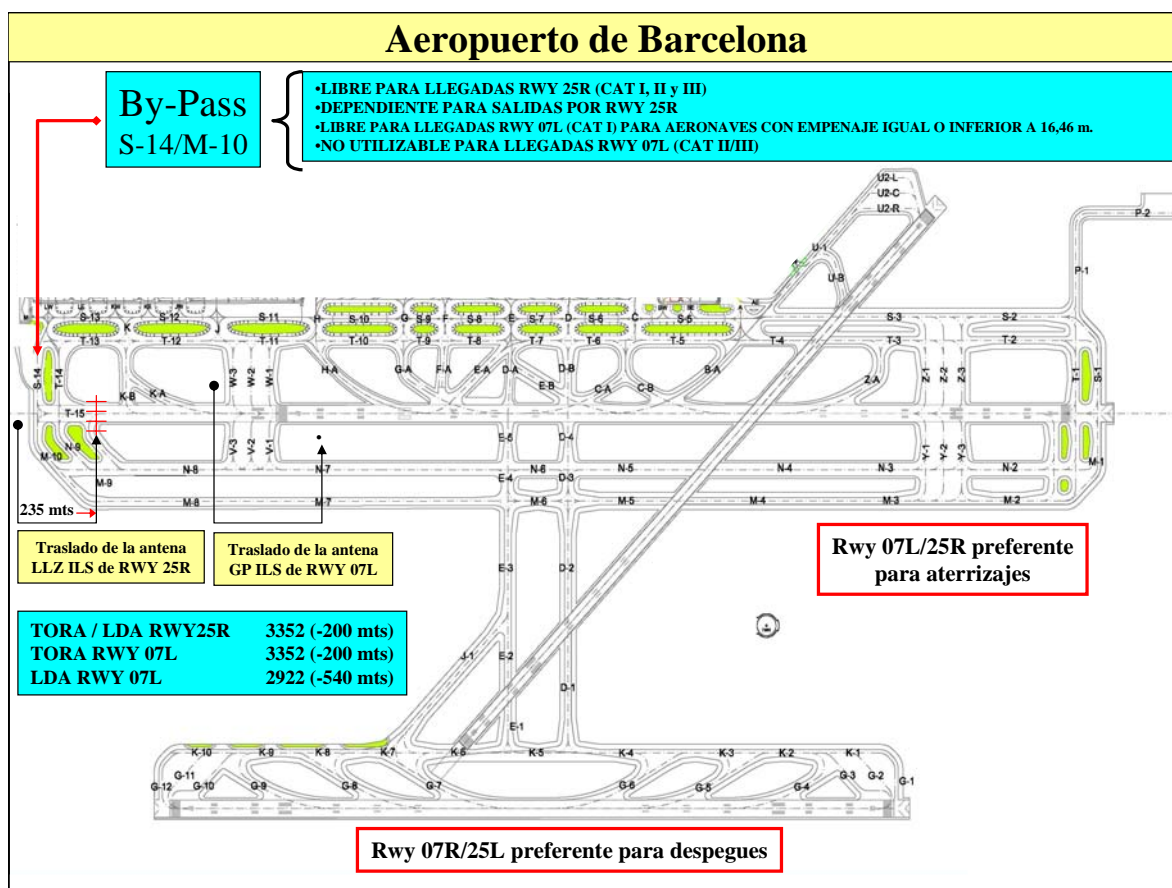 Aeropuerto de Barcelona
By-Pass
S-14/M-10
•LIBRE PARA LLEGADAS RWY 25R (CAT I, II y III)
•DEPENDIENTE PARA SALIDAS POR RWY 25R
•LIBRE PARA LLEGADAS RWY 07L (CAT I) PARA AERONAVES CON EMPENAJE IGUAL O INFERIOR A 16,46 m.
•NO UTILIZABLE PARA LLEGADAS RWY 07L (CAT II/III)
U2-L
U2-C
U2-R
P-2
U-1
U-B
P-1
S-13 S-12 S-11 H S-10 G S-9 F S-8 E S-7 D S-6 C S-5 S-3 S-2
K J
T-13 T-12 T-11 T-10 T-9 T-8 T-7 T-6 T-5 T-4 T-3 T-2
S-14 T-14 K-B K-A W-3 W-2 W-1 H-A G-A F-A E-A D-A D-B E-B C-A C-B B-A Z-A Z-1 Z-2 Z-3 T-1 S-1
T-15
M-10 N-9 V-3 V-2 V-1 E-5 D-4 Y-1 Y-2 Y-3 M-1
N-8 N-7 N-6 N-5 N-4 N-3 N-2
M-9 E-4 D-3
M-8 M-7 M-6 M-5 M-4 M-3 M-2
235 mts
Traslado de la antena
LLZ ILS de RWY 25R
Traslado de la antena
GP ILS de RWY 07L
Rwy 07L/25R preferente
para aterrizajes
E-3 D-2
TORA / LDA RWY25R 3352 (-200 mts)
TORA RWY 07L 3352 (-200 mts)
LDA RWY 07L 2922 (-540 mts)
J-1 E-2
D-1
E-1
K-10 K-9 K-8 K-7 K-6 K-5 K-4 K-3 K-2 K-1
G-12 G-11 G-10 G-9 G-8 G-7 G-6 G-5 G-4 G-3 G-2 G-1
Rwy 07R/25L preferente para despegues